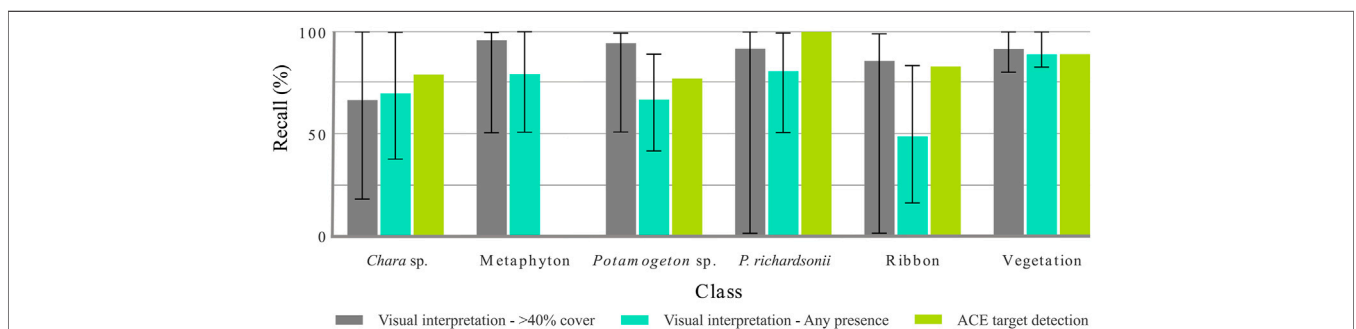 100
50
0
Recall (%)
Chara sp. Metaphyton Potamogeton sp. P. richardsonii Ribbon Vegetation
Class
Visual interpretation - >40% cover Visual interpretation - Any presence ACE target detection